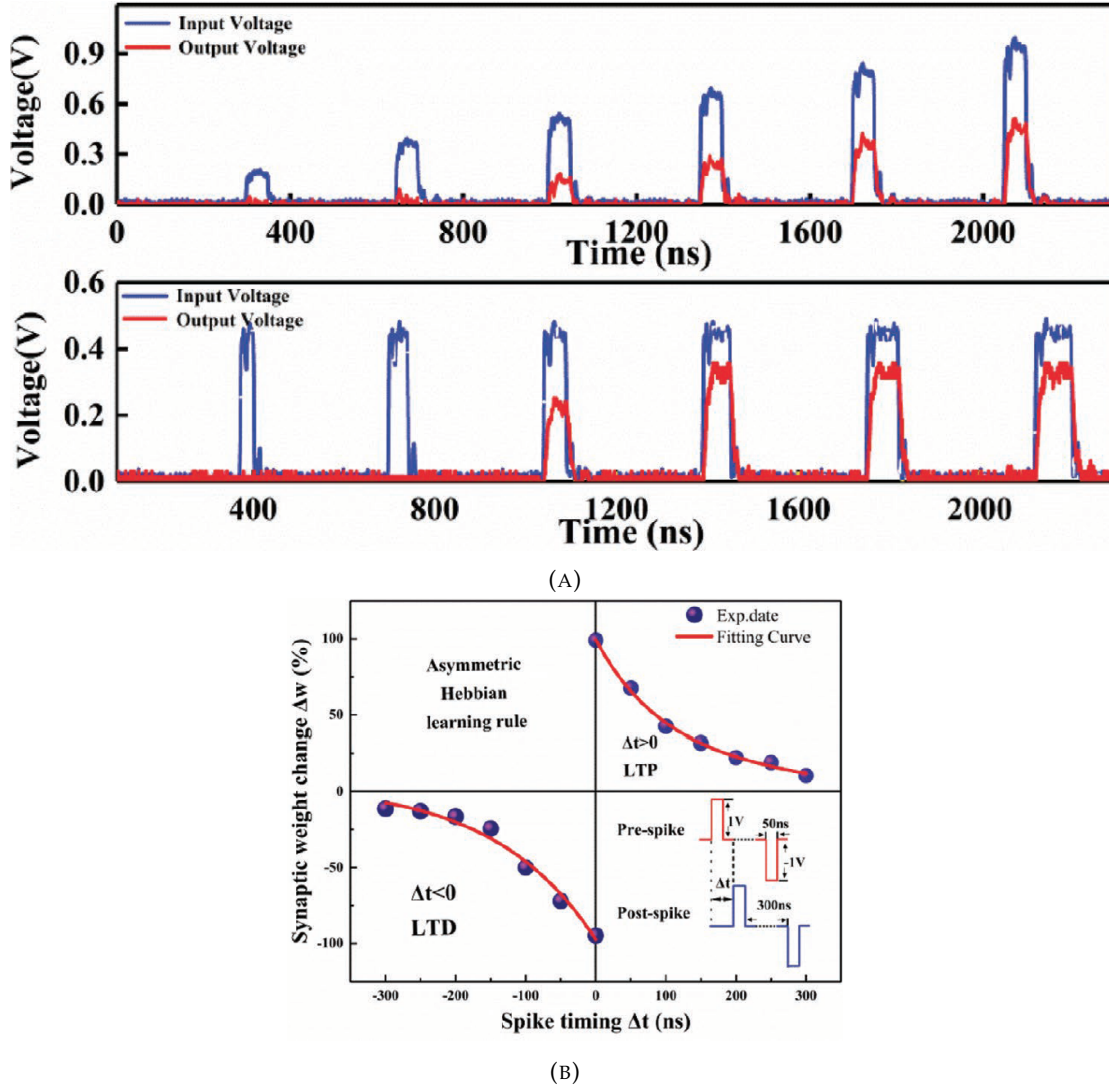 Input Voltage
Output Voltage
Voltage(V)
0.9
0.6
0.3
0.0
0 400 800 1200 1600 2000
Time (ns)
Input Voltage
Output Voltage
Voltage(V)
0.6
0.4
0.2
0.0
400 800 1200 1600 2000
Time (ns)
(A)
Exp.date
Fitting Curve
Synaptic weight change Δw (%)
100
50
0
-50
-100
Asymmetric
Hebbian
learning rule
Δt>0
LTP
Δt<0
LTD
Pre-spike
1V
50ns
-1V
Δt
Post-spike
300ns
-300 -200 -100 0 100 200 300
Spike timing Δt (ns)
(B)